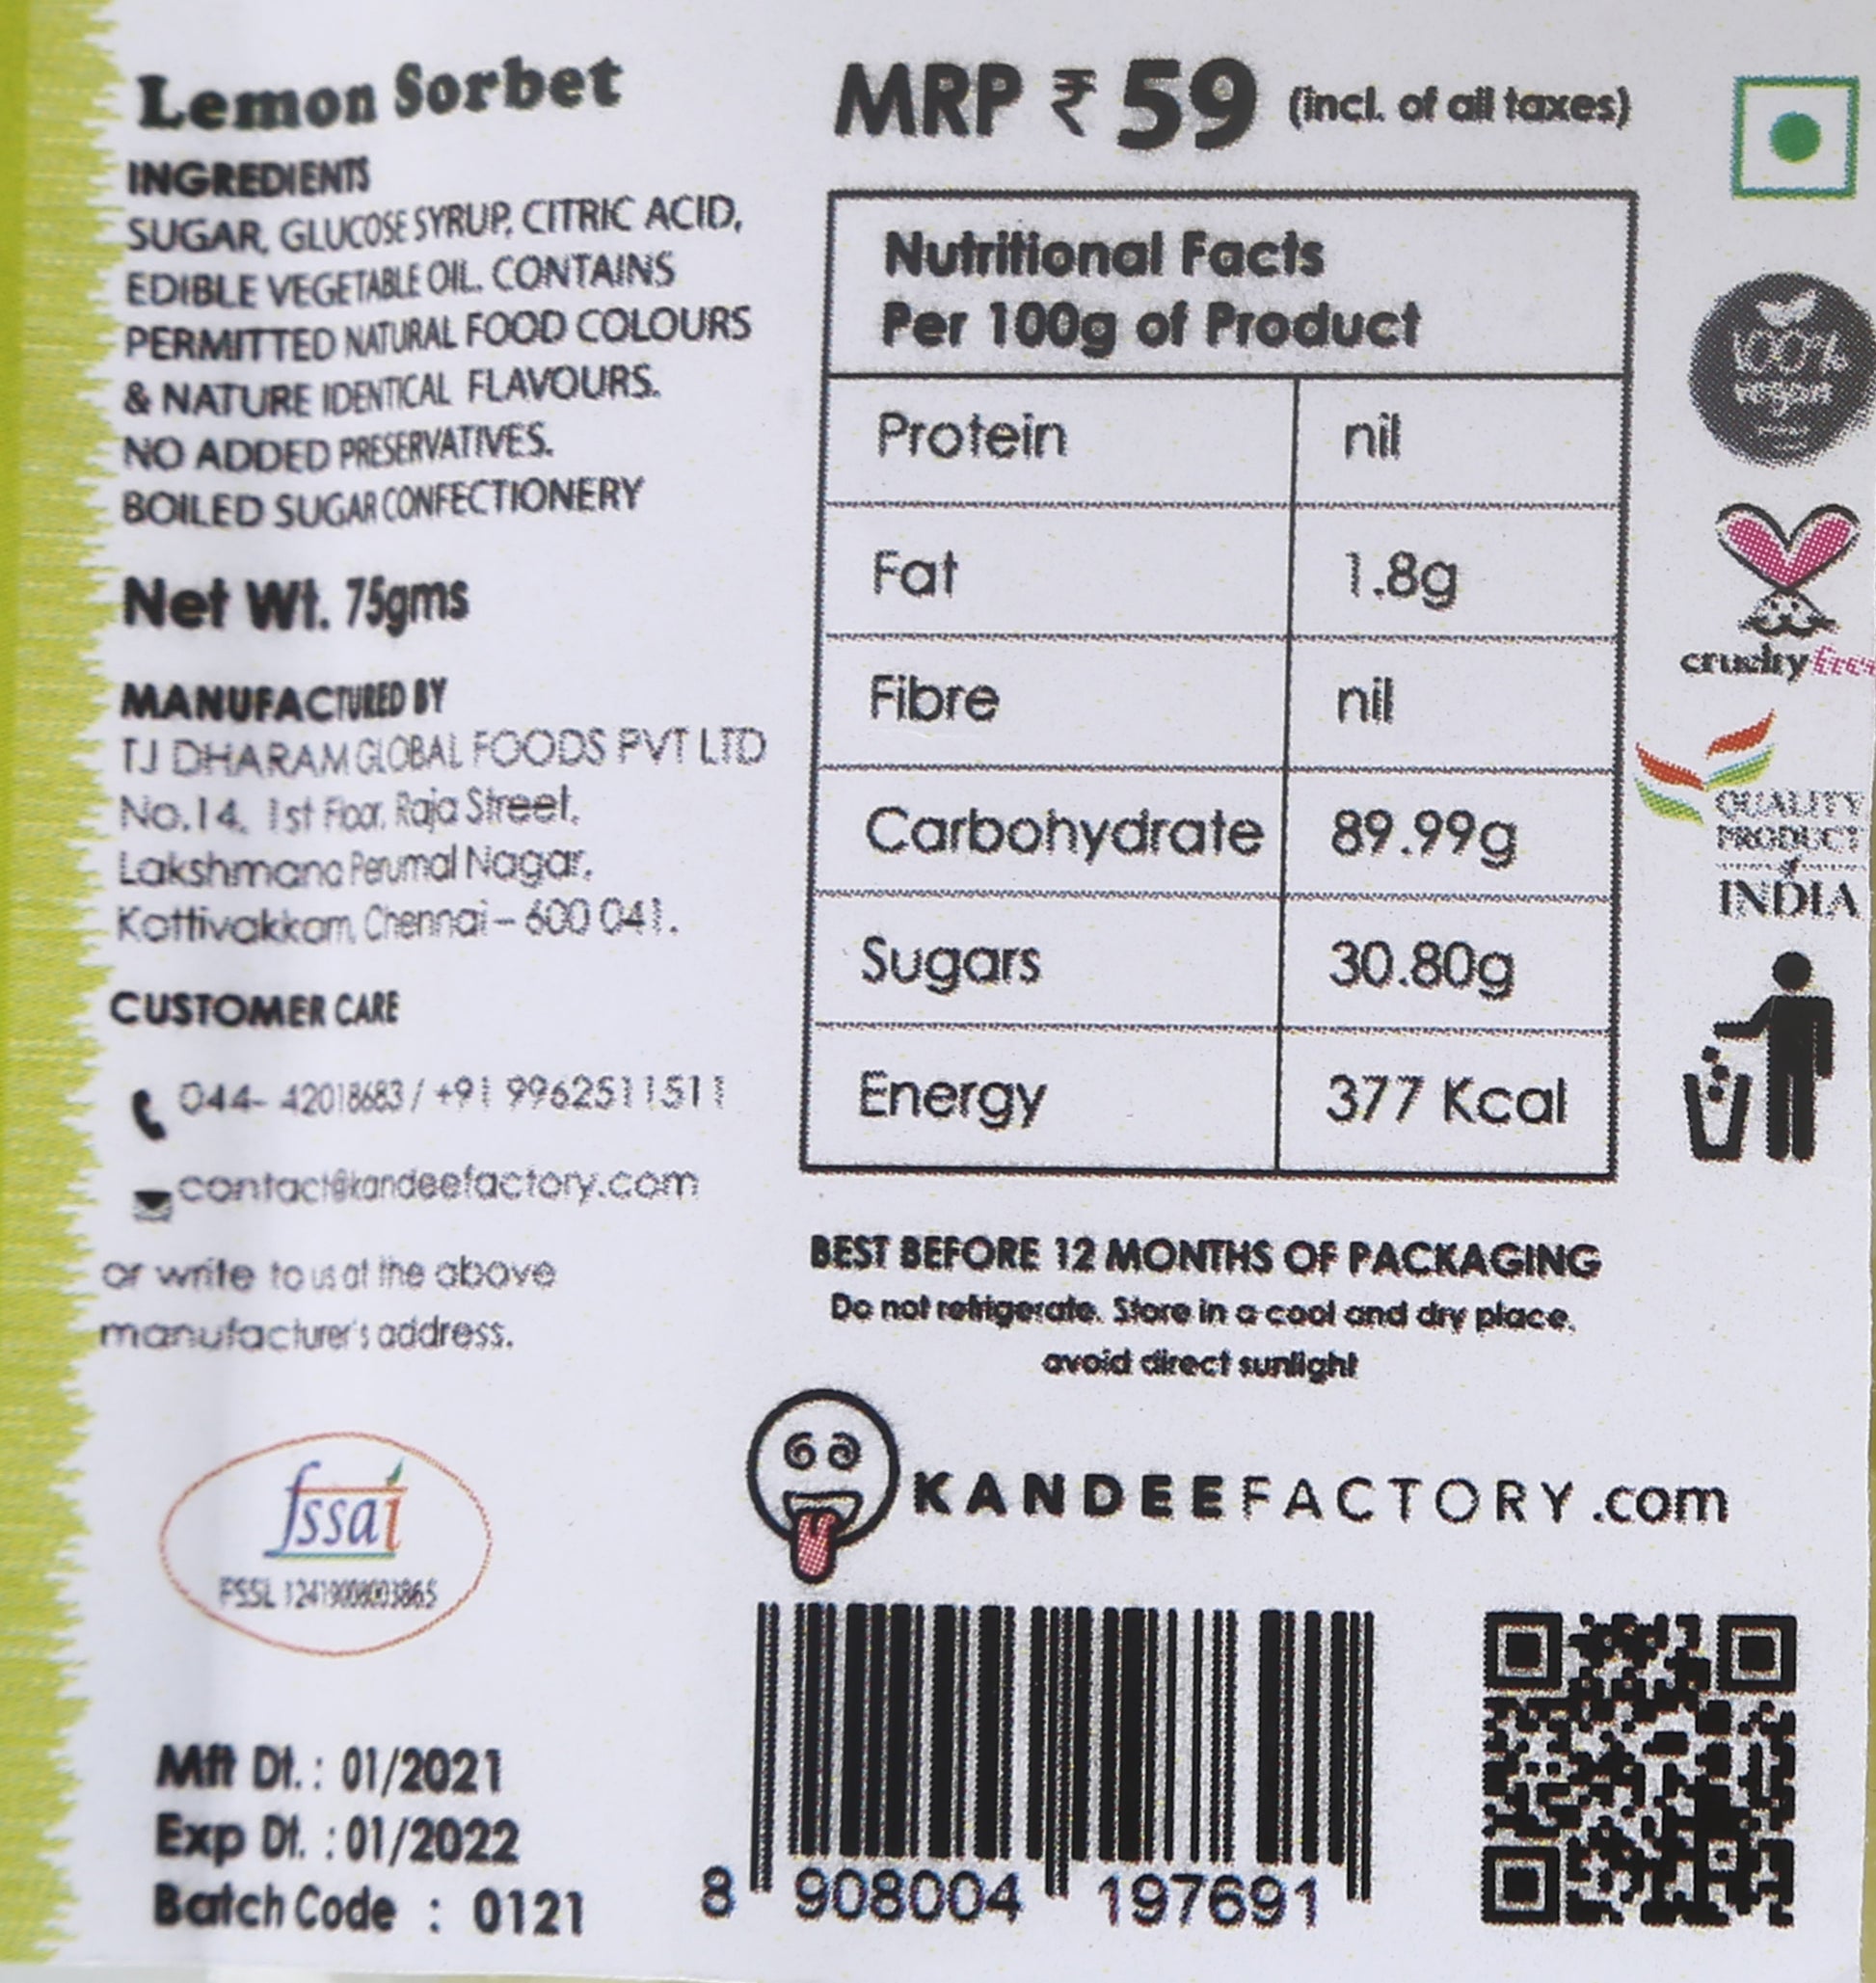 Lemon Sorbet
INGREDIENTS
SUGAR, GLUCOSE SYRUP, CITRIC ACID,
EDIBLE VEGETABLE OIL. CONTAINS
PERMITTED NATURAL FOOD COLOURS
& NATURE IDENTICAL FLAVOURS.
NO ADDED PRESERVATIVES.
BOILED SUGAR CONFECTIONERY
Net Wt. 75gms
MANUFACTURED BY
TJ DHARAM GLOBAL FOODS PVT LTD
No.14, 1st Floor, Raja Street,
Lakshmana Perumal Nagar,
Kottivakkam, Chennai – 600 041.
CUSTOMER CARE
044- 42018683 / +91 9962511511
contact@kandeefactory.com
or write to us at the above
manufacturer's address.
fssai
FSSL 12419008003865
Mft Dt. : 01/2021
Exp Dt. : 01/2022
Batch Code : 0121
MRP ₹ 59 (incl. of all taxes)
Nutritional Facts
Per 100g of Product
Protein nil
Fat 1.8g
Fibre nil
Carbohydrate 89.99g
Sugars 30.80g
Energy 377 Kcal
BEST BEFORE 12 MONTHS OF PACKAGING
Do not refrigerate. Store in a cool and dry place,
avoid direct sunlight
KANDEEFACTORY.com
8 908004 197691
100%
vegan
cruelty free
QUALITY
PRODUCT
of
INDIA